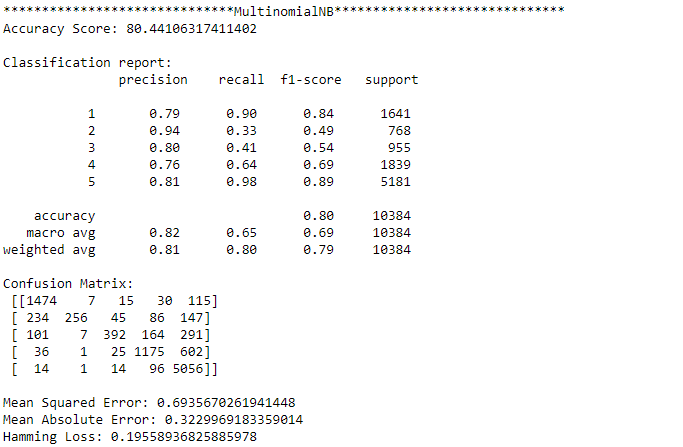 ******************************MultinomialNB******************************
Accuracy Score: 80.44106317411402
Classification report:
              precision    recall  f1-score   support
           1       0.79      0.90      0.84      1641
           2       0.94      0.33      0.49       768
           3       0.80      0.41      0.54       955
           4       0.76      0.64      0.69      1839
           5       0.81      0.98      0.89      5181
    accuracy                           0.80     10384
   macro avg       0.82      0.65      0.69     10384
weighted avg       0.81      0.80      0.79     10384
Confusion Matrix:
 [[1474    7   15   30  115]
 [ 234  256   45   86  147]
 [ 101    7  392  164  291]
 [  36    1   25 1175  602]
 [  14    1   14   96 5056]]
Mean Squared Error: 0.6935670261941448
Mean Absolute Error: 0.3229969183359014
Hamming Loss: 0.19558936825885978